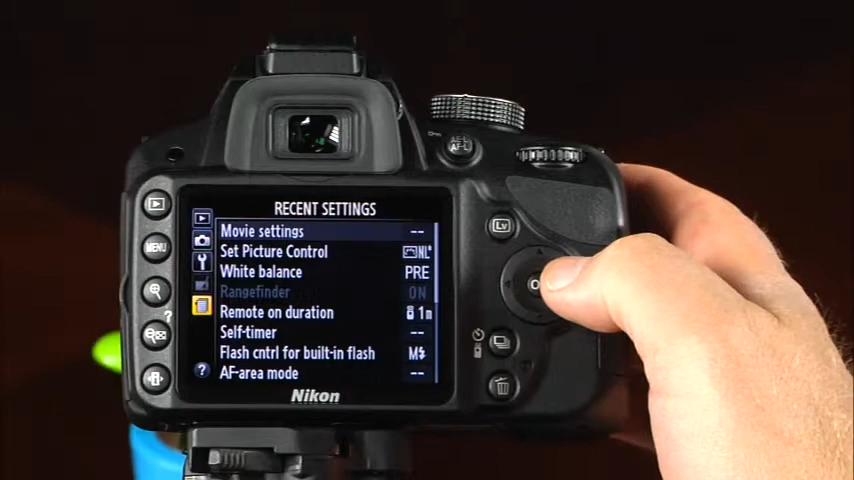 AE-L
AF-L
RECENT SETTINGS
Movie settings --
Set Picture Control NL*
White balance PRE
Rangefinder ON
Remote on duration 1m
Self-timer --
Flash cntrl for built-in flash M
AF-area mode --
MENU
?
?
Lv
Nikon